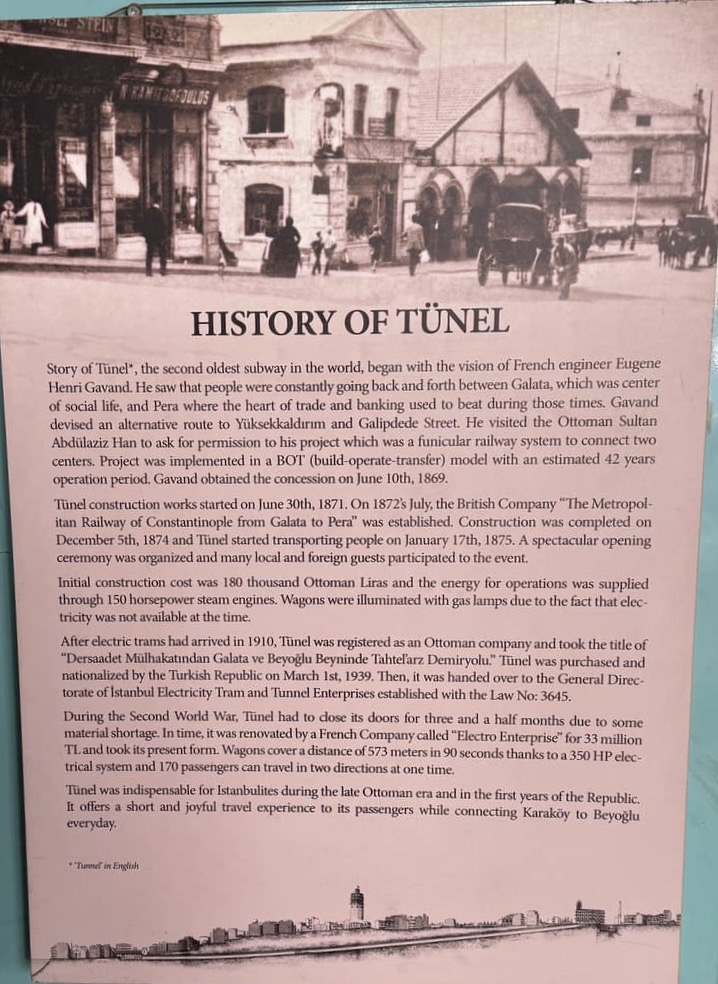 STEIN
HISTORY OF TÜNEL
Story of Tünel*, the second oldest subway in the world, began with the vision of French engineer Eugene
Henri Gavand. He saw that people were constantly going back and forth between Galata, which was center
of social life, and Pera where the heart of trade and banking used to beat during those times. Gavand
devised an alternative route to Yüksekkaldırım and Galipdede Street. He visited the Ottoman Sultan
Abdülaziz Han to ask for permission to his project which was a funicular railway system to connect two
centers. Project was implemented in a BOT (build-operate-transfer) model with an estimated 42 years
operation period. Gavand obtained the concession on June 10th, 1869.
Tünel construction works started on June 30th, 1871. On 1872's July, the British Company “The Metropol-
itan Railway of Constantinople from Galata to Pera” was established. Construction was completed on
December 5th, 1874 and Tünel started transporting people on January 17th, 1875. A spectacular opening
ceremony was organized and many local and foreign guests participated to the event.
Initial construction cost was 180 thousand Ottoman Liras and the energy for operations was supplied
through 150 horsepower steam engines. Wagons were illuminated with gas lamps due to the fact that elec-
tricity was not available at the time.
After electric trams had arrived in 1910, Tünel was registered as an Ottoman company and took the title of
“Dersaadet Mülhakatından Galata ve Beyoğlu Beyninde Tahtel'arz Demiryolu.” Tünel was purchased and
nationalized by the Turkish Republic on March 1st, 1939. Then, it was handed over to the General Direc-
torate of İstanbul Electricity Tram and Tunnel Enterprises established with the Law No: 3645.
During the Second World War, Tünel had to close its doors for three and a half months due to some
material shortage. In time, it was renovated by a French Company called “Electro Enterprise” for 33 million
TL and took its present form. Wagons cover a distance of 573 meters in 90 seconds thanks to a 350 HP elec-
trical system and 170 passengers can travel in two directions at one time.
Tünel was indispensable for Istanbulites during the late Ottoman era and in the first years of the Republic.
It offers a short and joyful travel experience to its passengers while connecting Karaköy to Beyoğlu
everyday.
* 'Tunnel' in English